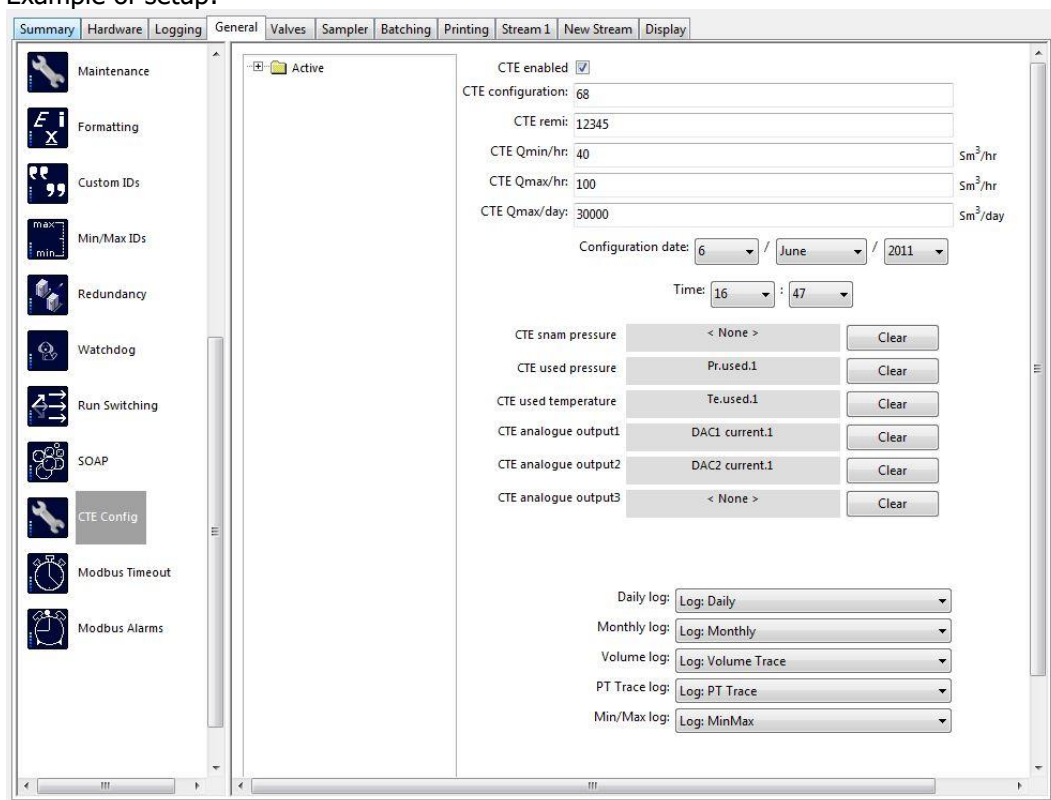 Example of setup:
Summary Hardware Logging General Valves Sampler Batching Printing Stream 1 New Stream Display
Maintenance
E i x
Formatting
Custom IDs
max
min
Min/Max IDs
Redundancy
Watchdog
Run Switching
SOAP
CTE Config
Modbus Timeout
Modbus Alarms
Active
CTE enabled
CTE configuration: 68
CTE remi: 12345
CTE Qmin/hr: 40 Sm³/hr
CTE Qmax/hr: 100 Sm³/hr
CTE Qmax/day: 30000 Sm³/day
Configuration date: 6 / June / 2011
Time: 16 : 47
CTE snam pressure < None > Clear
CTE used pressure Pr.used.1 Clear
CTE used temperature Te.used.1 Clear
CTE analogue output1 DAC1 current.1 Clear
CTE analogue output2 DAC2 current.1 Clear
CTE analogue output3 < None > Clear
Daily log: Log: Daily
Monthly log: Log: Monthly
Volume log: Log: Volume Trace
PT Trace log: Log: PT Trace
Min/Max log: Log: MinMax